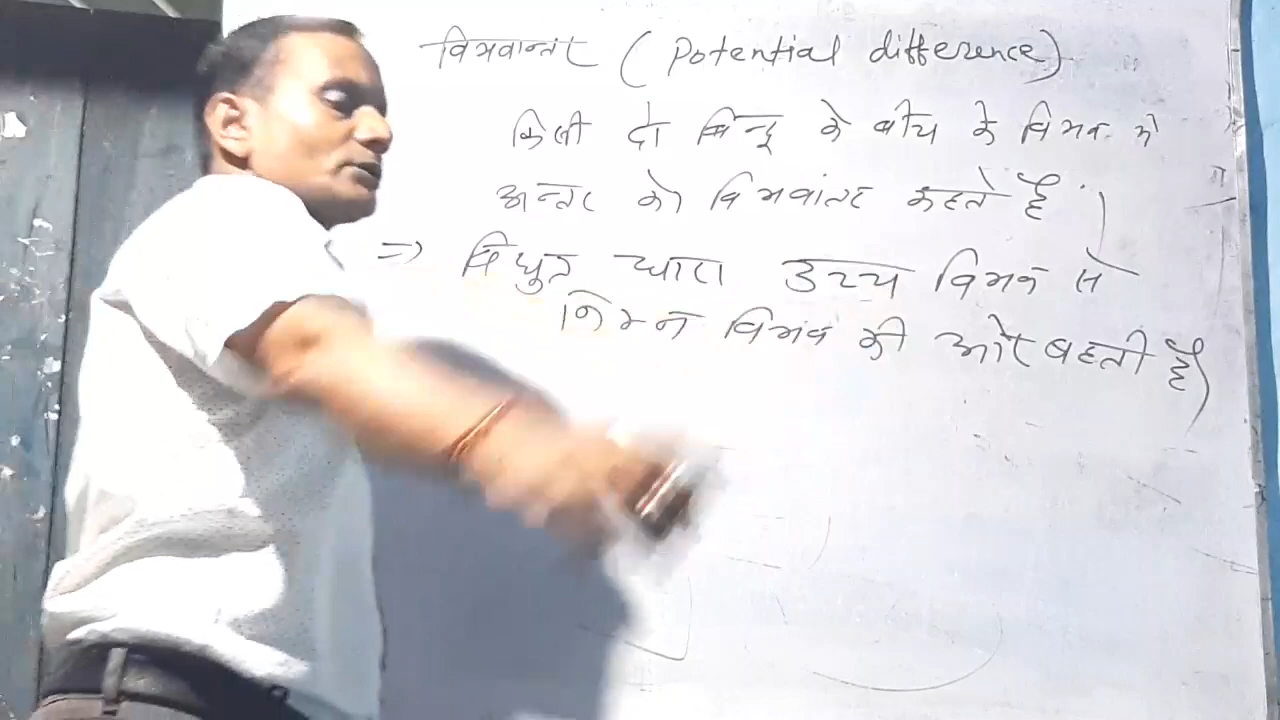 विभवान्तर (Potential difference)
किसी दो बिन्दू के बीच के विभव के
अन्तर को विभवांतर कहते हैं।
=> विधुत धारा उच्च विभव से
निम्न विभव की ओर बहती है।